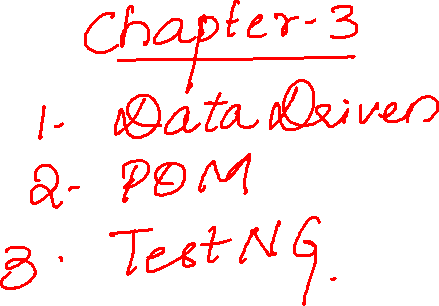 Chapter-3
1- Data Driven
2- POM
3. TestNG.